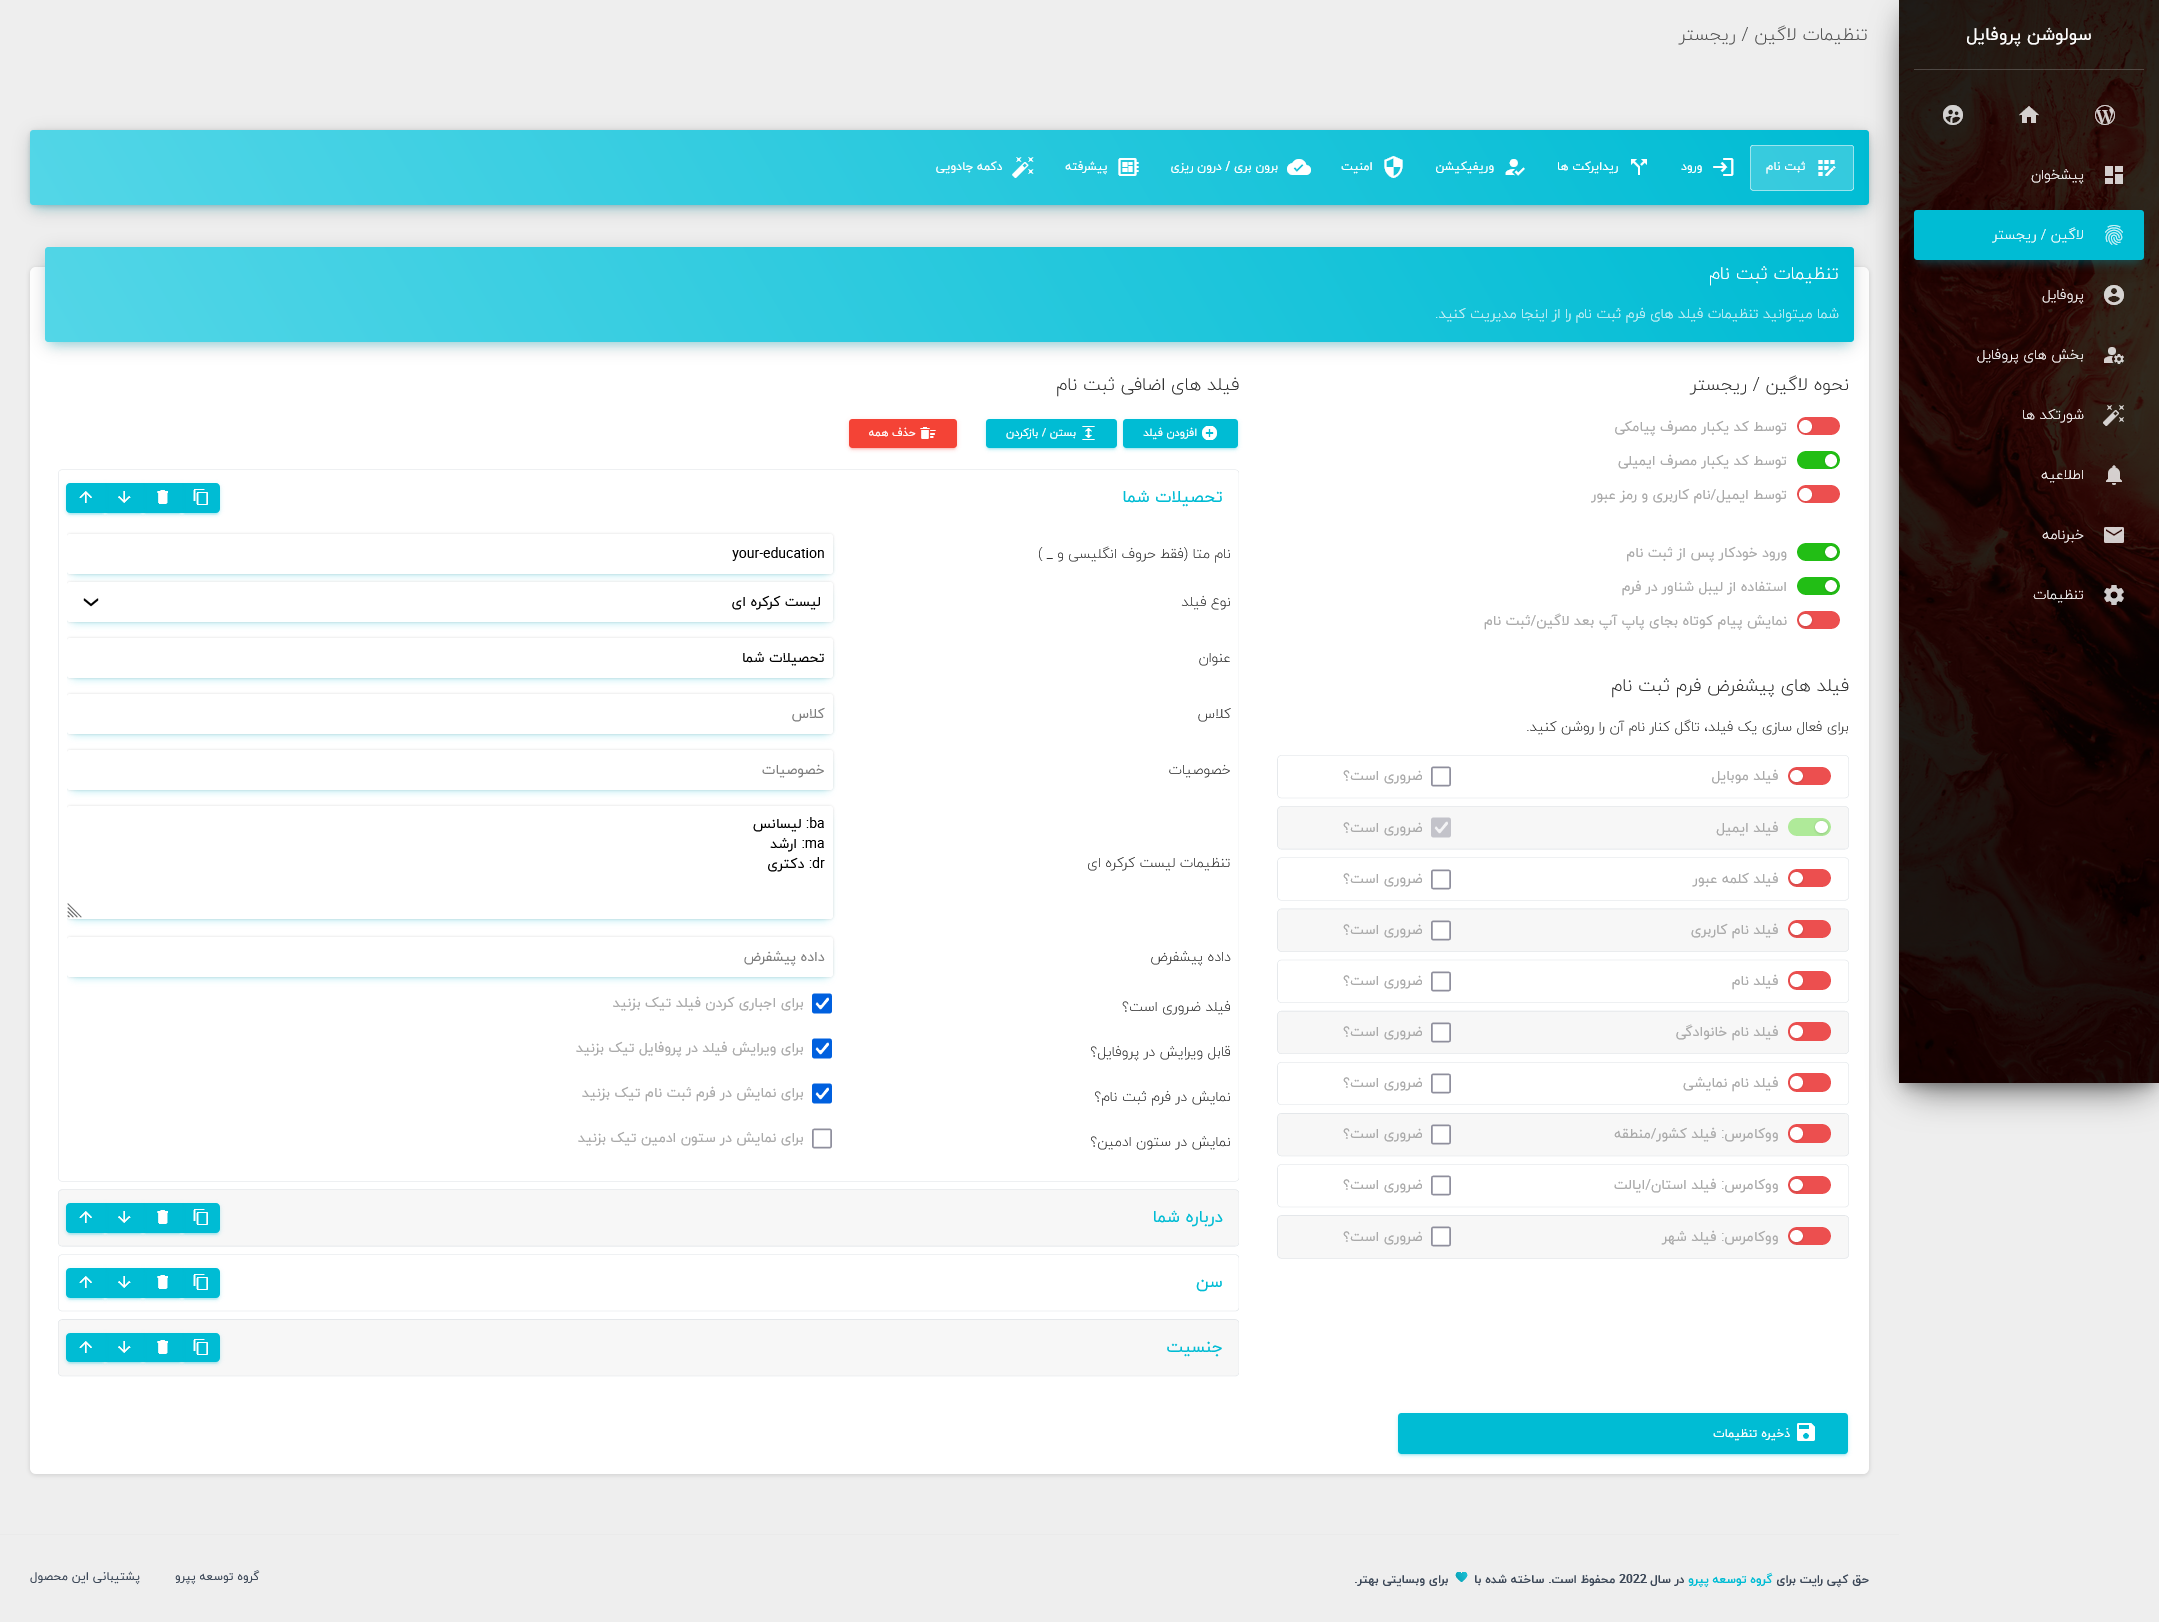 سولوشن پروفایل
پیشخوان
لاگین / ریجستر
پروفایل
بخش های پروفایل
شورتکد ها
اطلاعیه
خبرنامه
تنظیمات
تنظیمات لاگین / ریجستر
ثبت نام
ورود
ریدایرکت ها
وریفیکیشن
امنیت
برون بری / درون ریزی
پیشرفته
دکمه جادویی
تنظیمات ثبت نام
شما میتوانید تنظیمات فیلد های فرم ثبت نام را از اینجا مدیریت کنید.
نحوه لاگین / ریجستر
توسط کد یکبار مصرف پیامکی
توسط کد یکبار مصرف ایمیلی
توسط ایمیل/نام کاربری و رمز عبور
ورود خودکار پس از ثبت نام
استفاده از لیبل شناور در فرم
نمایش پیام کوتاه بجای پاپ آپ بعد لاگین/ثبت نام
فیلد های پیشفرض فرم ثبت نام
برای فعال سازی یک فیلد، تاگل کنار نام آن را روشن کنید.
فیلد موبایل ضروری است؟
فیلد ایمیل ضروری است؟
فیلد کلمه عبور ضروری است؟
فیلد نام کاربری ضروری است؟
فیلد نام ضروری است؟
فیلد نام خانوادگی ضروری است؟
فیلد نام نمایشی ضروری است؟
ووکامرس: فیلد کشور/منطقه ضروری است؟
ووکامرس: فیلد استان/ایالت ضروری است؟
ووکامرس: فیلد شهر ضروری است؟
فیلد های اضافی ثبت نام
افزودن فیلد
بستن / بازکردن
حذف همه
تحصیلات شما
نام متا (فقط حروف انگلیسی و _ ) your-education
نوع فیلد لیست کرکره ای
عنوان تحصیلات شما
کلاس کلاس
خصوصیات خصوصیات
تنظیمات لیست کرکره ای
ba: لیسانس
ma: ارشد
dr: دکتری
داده پیشفرض داده پیشفرض
فیلد ضروری است؟ برای اجباری کردن فیلد تیک بزنید
قابل ویرایش در پروفایل؟ برای ویرایش فیلد در پروفایل تیک بزنید
نمایش در فرم ثبت نام؟ برای نمایش در فرم ثبت نام تیک بزنید
نمایش در ستون ادمین؟ برای نمایش در ستون ادمین تیک بزنید
درباره شما
سن
جنسیت
ذخیره تنظیمات
حق کپی رایت برای گروه توسعه پپرو در سال 2022 محفوظ است. ساخته شده با برای وبسایتی بهتر.
گروه توسعه پپرو
پشتیبانی این محصول